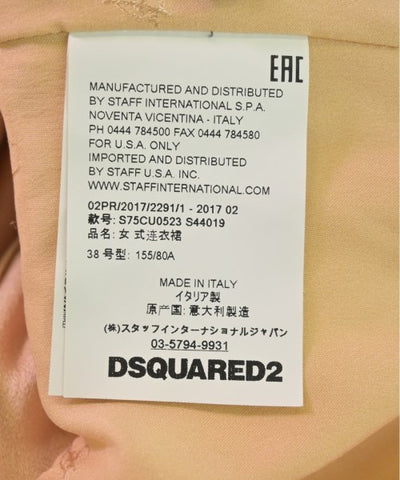 EAC
MANUFACTURED AND DISTRIBUTED
BY STAFF INTERNATIONAL S.P.A.
NOVENTA VICENTINA - ITALY
PH 0444 784500 FAX 0444 784580
FOR U.S.A. ONLY
IMPORTED AND DISTRIBUTED
BY STAFF U.S.A. INC.
WWW.STAFFINTERNATIONAL.COM
02PR/2017/2291/1 - 2017 02
款号: S75CU0523 S44019
品名: 女 式连衣裙
38 号型: 155/80A
MADE IN ITALY
イタリア製
原产国: 意大利製造
(株)スタッフインターナショナルジャパン
03-5794-9931
DSQUARED2